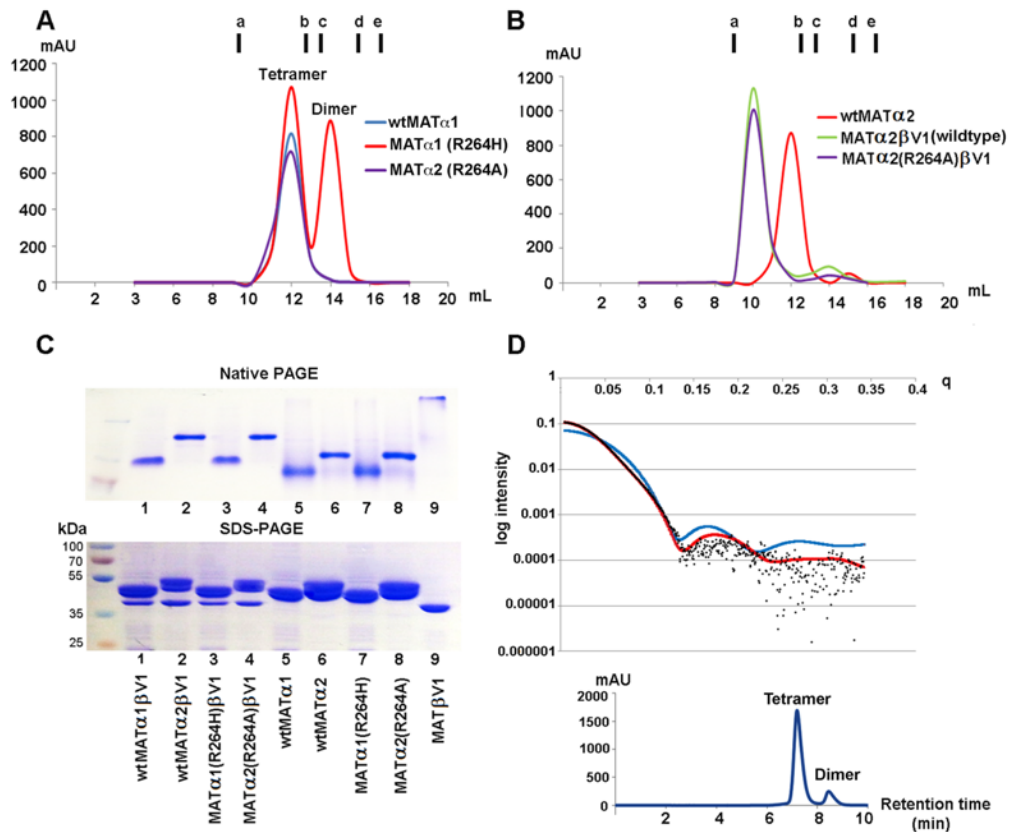 A
a b c d e
mAU
1200
1000
800
600
400
200
0
Tetramer
Dimer
wtMATα1
MATα1 (R264H)
MATα2 (R264A)
2 3 6 8 10 12 14 16 18 20
mL
B
a b c d e
mAU
1200
1000
800
600
400
200
0
wtMATα2
MATα2βV1(wildtype)
MATα2(R264A)βV1
2 3 6 8 10 12 14 16 18 20
mL
C
Native PAGE
1 2 3 4 5 6 7 8 9
SDS-PAGE
kDa
100
70
55
35
25
1 2 3 4 5 6 7 8 9
wtMATα1βV1
wtMATα2βV1
MATα1(R264H)βV1
MATα2(R264A)βV1
wtMATα1
wtMATα2
MATα1(R264H)
MATα2(R264A)
MATβV1
D
0.05 0.1 0.15 0.2 0.25 0.3 0.35 0.4 q
log intensity
1
0.1
0.01
0.001
0.0001
0.00001
0.000001
mAU
2000
1500
1000
500
0
Tetramer
Dimer
2 4 6 8 10
Retention time
(min)